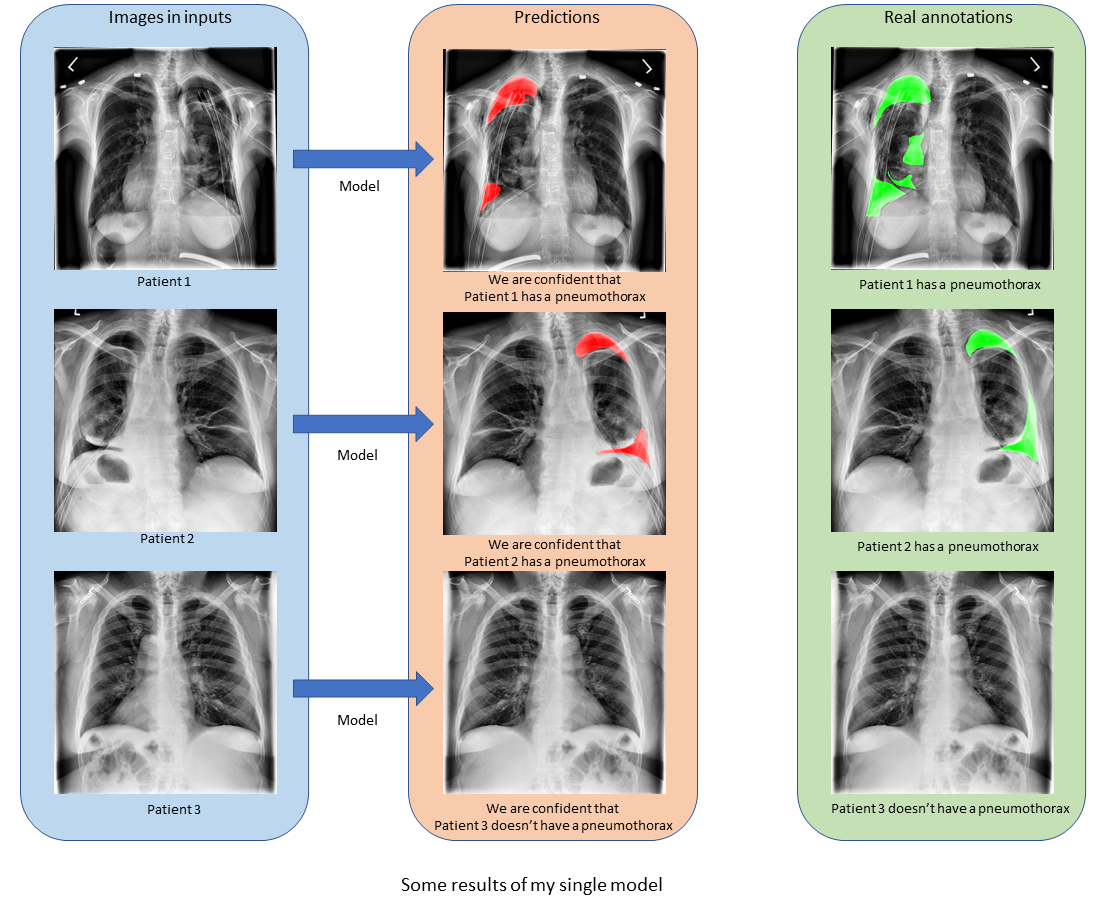 Images in inputs
Predictions
Real annotations
Model
Patient 1
We are confident that
Patient 1 has a pneumothorax
Patient 1 has a pneumothorax
Model
Patient 2
We are confident that
Patient 2 has a pneumothorax
Patient 2 has a pneumothorax
Model
Patient 3
We are confident that
Patient 3 doesn't have a pneumothorax
Patient 3 doesn't have a pneumothorax
Some results of my single model